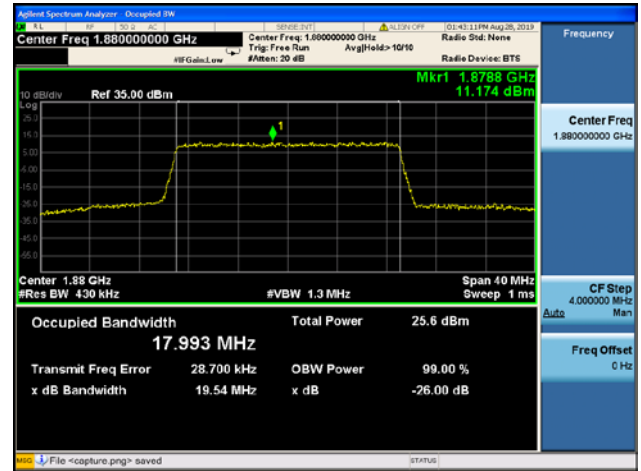 Agilent Spectrum Analyzer Occupied BW
RL RF 50 Ω AC SENSE:INT ALIGN OFF 01:43:11PM Aug 28, 2019
Center Freq 1.880000000 GHz
Center Freq: 1.880000000 GHz
Radio Std: None
Trig: Free Run Avg|Hold:> 10/10
#IFGain:Low #Atten: 20 dB Radio Device: BTS
Frequency
Mkr1 1.8788 GHz
11.174 dBm
10 dB/div Ref 35.00 dBm
Log
25.0
15.0
5.00
-5.00
-15.0
-25.0
-35.0
-45.0
-55.0
1
Center 1.88 GHz Span 40 MHz
#Res BW 430 kHz #VBW 1.3 MHz Sweep 1 ms
Occupied Bandwidth Total Power 25.6 dBm
17.993 MHz
Transmit Freq Error 28.700 kHz OBW Power 99.00 %
x dB Bandwidth 19.54 MHz x dB -26.00 dB
Center Freq
1.880000000 GHz
CF Step
4.000000 MHz
Auto Man
Freq Offset
0 Hz
MSG File <capture.png> saved STATUS